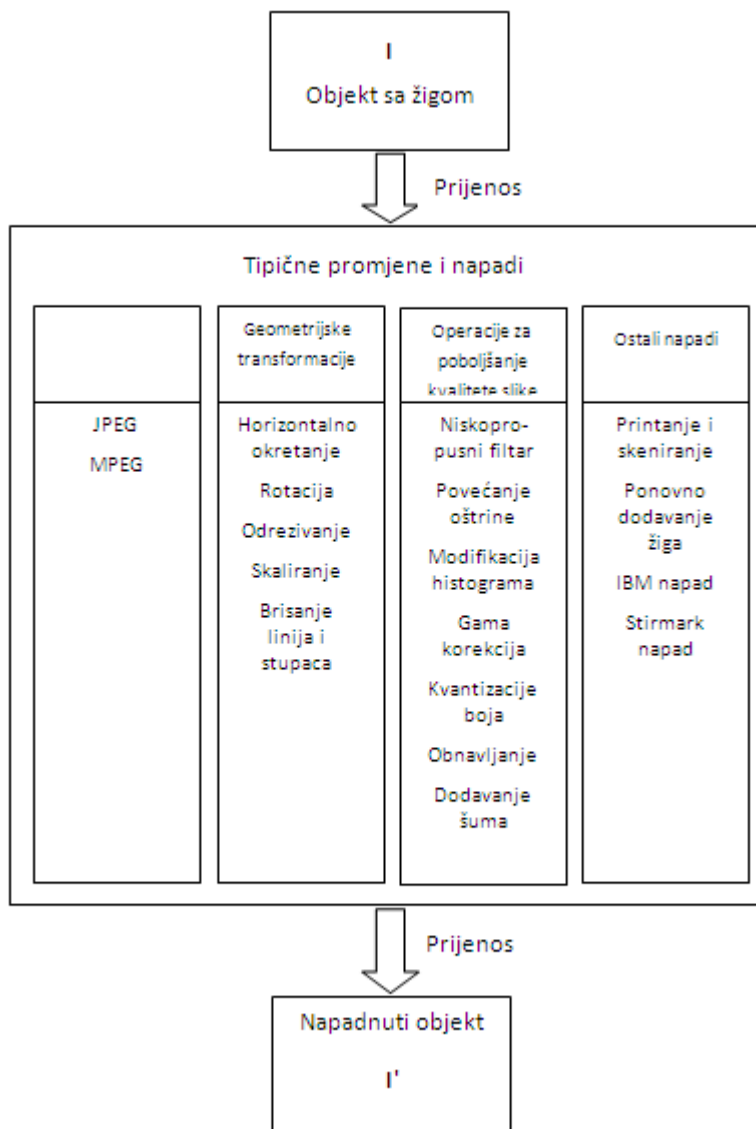 I
Objekt sa žigom
Prijenos
Tipične promjene i napadi
JPEG
MPEG
Geometrijske
transformacije
Horizontalno
okretanje
Rotacija
Odrezivanje
Skaliranje
Brisanje
linija i
stupaca
Operacije za
poboljšanje
kvalitete slike
Niskopro-
pusni filtar
Povećanje
oštrine
Modifikacija
histograma
Gama
korekcija
Kvantizacije
boja
Obnavljanje
Dodavanje
šuma
Ostali napadi
Printanje i
skeniranje
Ponovno
dodavanje
žiga
IBM napad
Stirmark
napad
Prijenos
Napadnuti objekt
I'